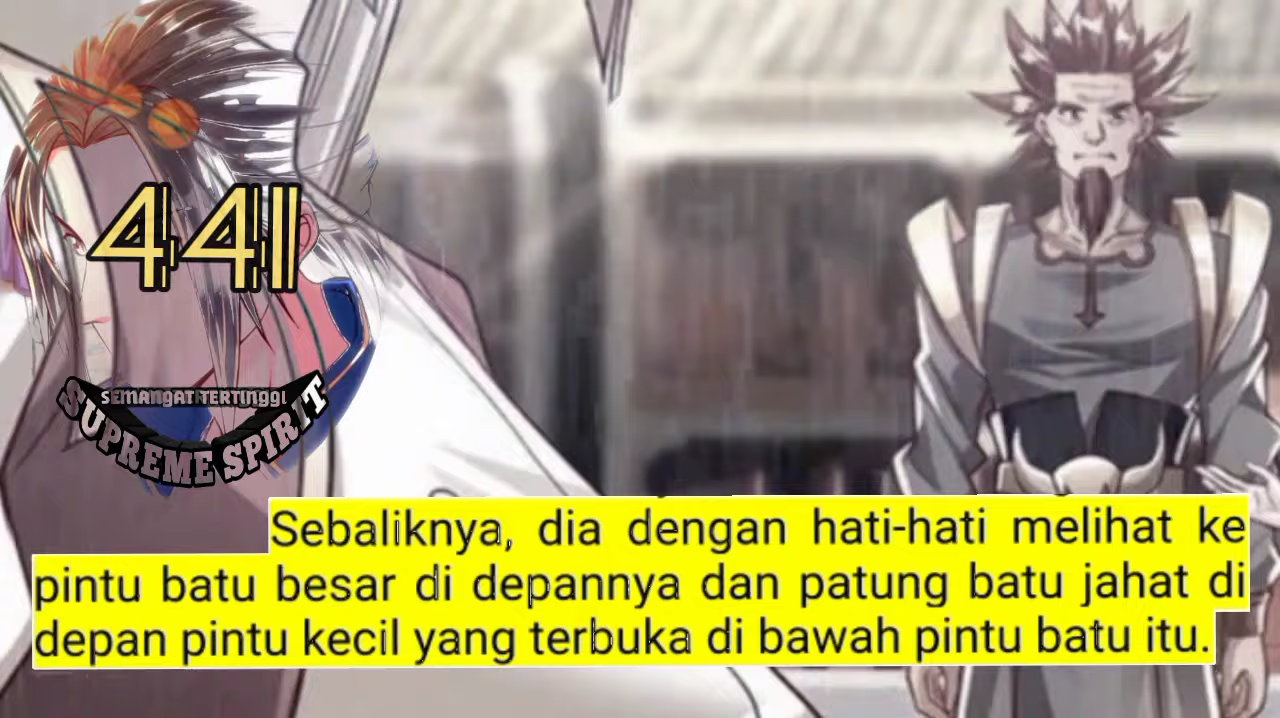 441
SEMANGAT TERTINGGI
SUPREME SPIRIT
Sebaliknya, dia dengan hati-hati melihat ke
pintu batu besar di depannya dan patung batu jahat di
depan pintu kecil yang terbuka di bawah pintu batu itu.